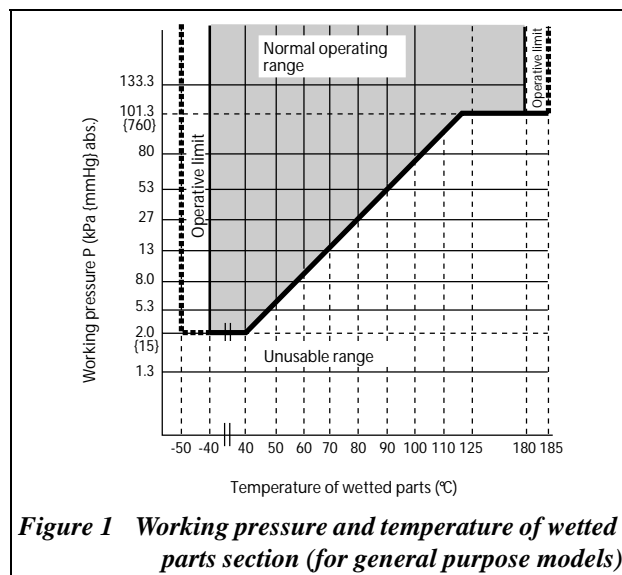 Normal operating
range
Operative limit
Operative limit
133.3
101.3
{760}
80
53
27
13
8.0
5.3
2.0
{15}
1.3
Working pressure P (kPa {mmHg} abs.)
Unusable range
-50 -40 40 50 60 70 80 90 100 110 125 180 185
Temperature of wetted parts (°C)
Figure 1 Working pressure and temperature of wetted
parts section (for general purpose models)